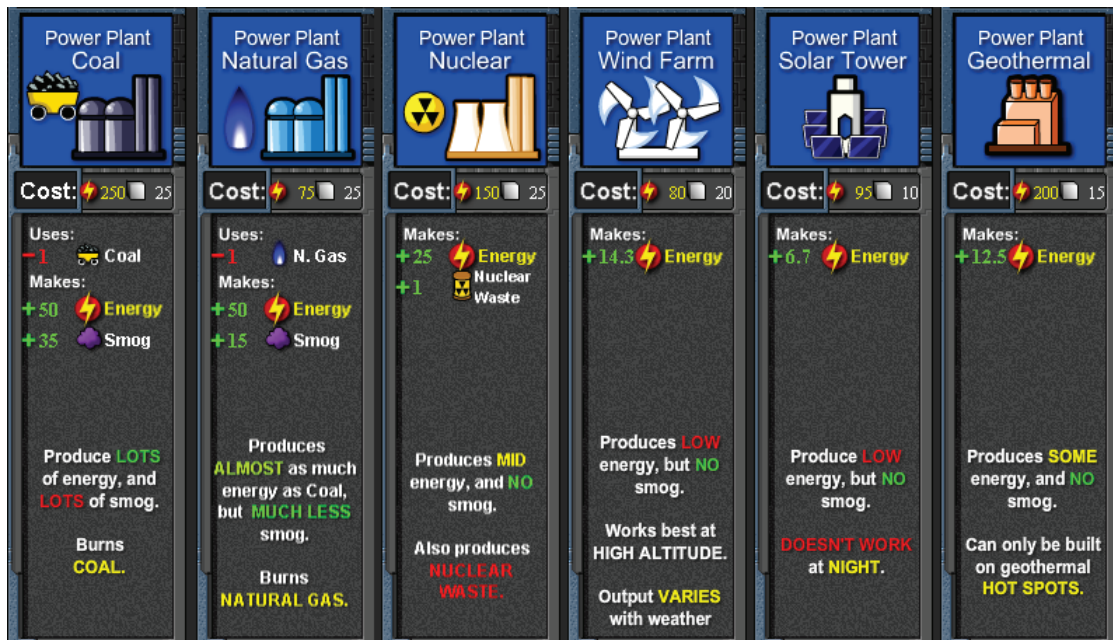 Power Plant
Coal
Cost: 250 25
Uses:
-1 Coal
Makes:
+50 Energy
+35 Smog
Produce LOTS
of energy, and
LOTS of smog.
Burns
COAL.
Power Plant
Natural Gas
Cost: 75 25
Uses:
-1 N. Gas
Makes:
+50 Energy
+15 Smog
Produces
ALMOST as much
energy as Coal,
but MUCH LESS
smog.
Burns
NATURAL GAS.
Power Plant
Nuclear
Cost: 150 25
Makes:
+25 Energy
+1 Nuclear
Waste
Produces MID
energy, and NO
smog.
Also produces
NUCLEAR
WASTE.
Power Plant
Wind Farm
Cost: 80 20
Makes:
+14.3 Energy
Produces LOW
energy, but NO
smog.
Works best at
HIGH ALTITUDE.
Output VARIES
with weather
Power Plant
Solar Tower
Cost: 95 10
Makes:
+6.7 Energy
Produce LOW
energy, but NO
smog.
DOESN'T WORK
at NIGHT.
Power Plant
Geothermal
Cost: 200 15
Makes:
+12.5 Energy
Produces SOME
energy, and NO
smog.
Can only be built
on geothermal
HOT SPOTS.